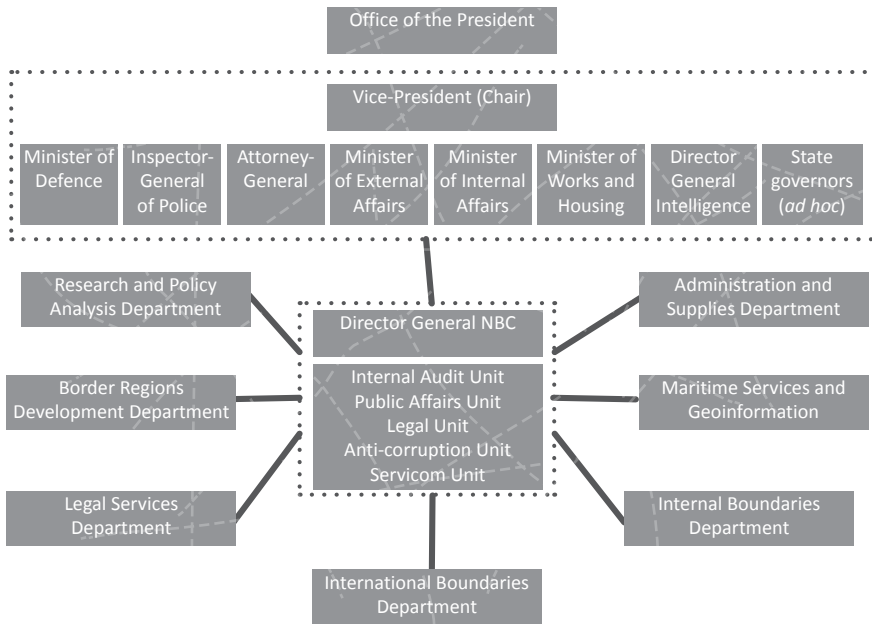 Office of the President
Vice-President (Chair)
Minister of
Defence
Inspector-
General
of Police
Attorney-
General
Minister
of External
Affairs
Minister
of Internal
Affairs
Minister of
Works and
Housing
Director
General
Intelligence
State
governors
(ad hoc)
Research and Policy
Analysis Department
Administration and
Supplies Department
Director General NBC
Internal Audit Unit
Public Affairs Unit
Legal Unit
Anti-corruption Unit
Servicom Unit
Border Regions
Development Department
Maritime Services and
Geoinformation
Legal Services
Department
Internal Boundaries
Department
International Boundaries
Department